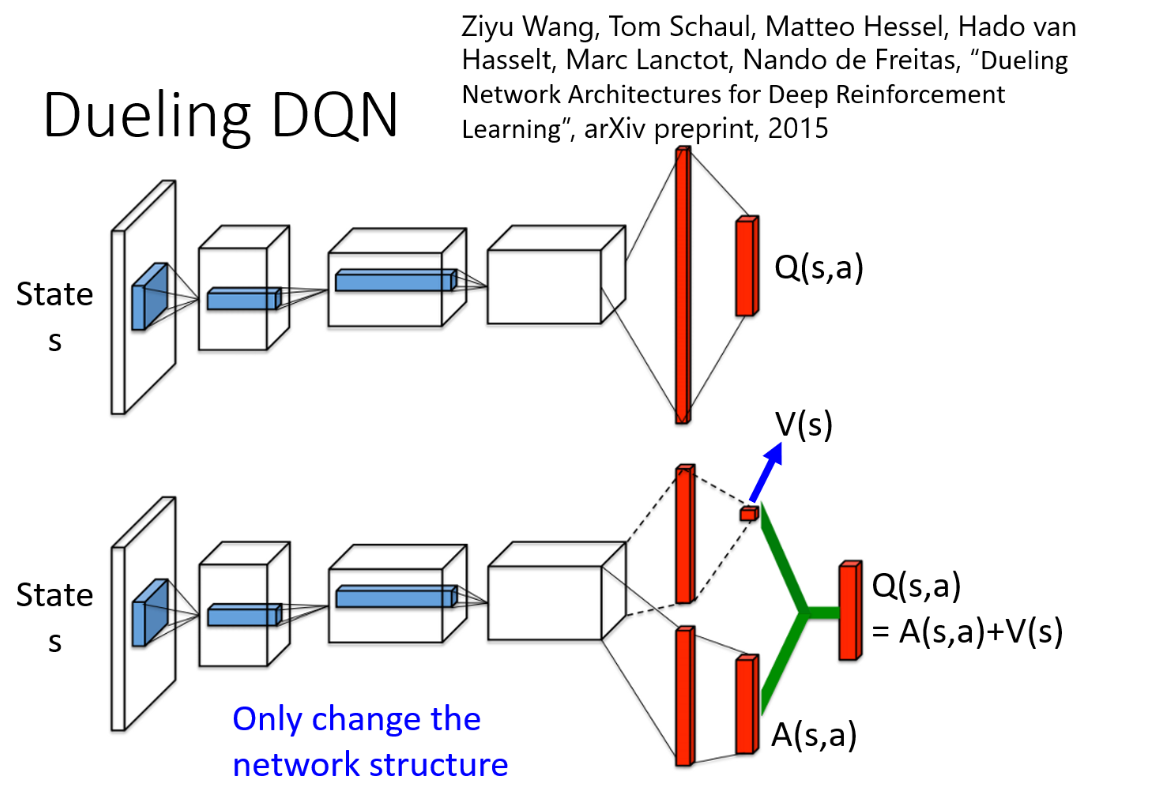 Dueling DQN
Ziyu Wang, Tom Schaul, Matteo Hessel, Hado van
Hasselt, Marc Lanctot, Nando de Freitas, “Dueling
Network Architectures for Deep Reinforcement
Learning”, arXiv preprint, 2015
State
s
Q(s,a)
V(s)
State
s
Q(s,a)
= A(s,a)+V(s)
A(s,a)
Only change the
network structure